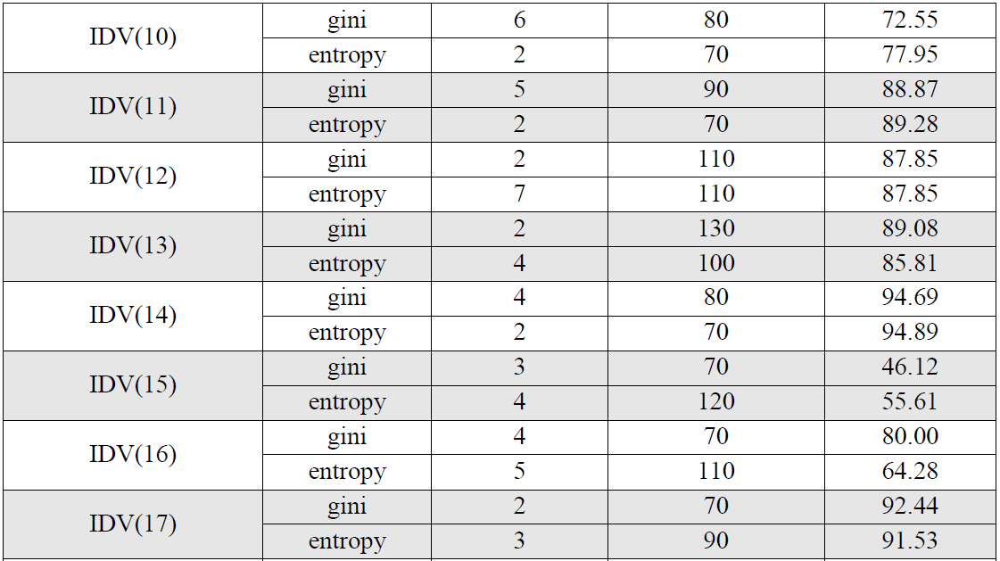 IDV(10) gini 6 80 72.55
entropy 2 70 77.95
IDV(11) gini 5 90 88.87
entropy 2 70 89.28
IDV(12) gini 2 110 87.85
entropy 7 110 87.85
IDV(13) gini 2 130 89.08
entropy 4 100 85.81
IDV(14) gini 4 80 94.69
entropy 2 70 94.89
IDV(15) gini 3 70 46.12
entropy 4 120 55.61
IDV(16) gini 4 70 80.00
entropy 5 110 64.28
IDV(17) gini 2 70 92.44
entropy 3 90 91.53